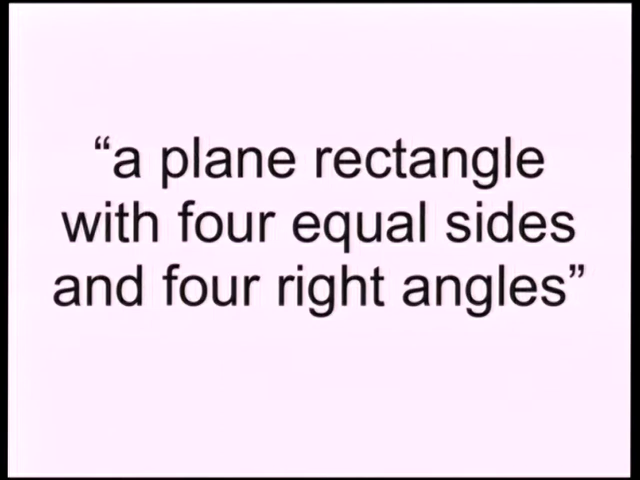 “a plane rectangle
with four equal sides
and four right angles”